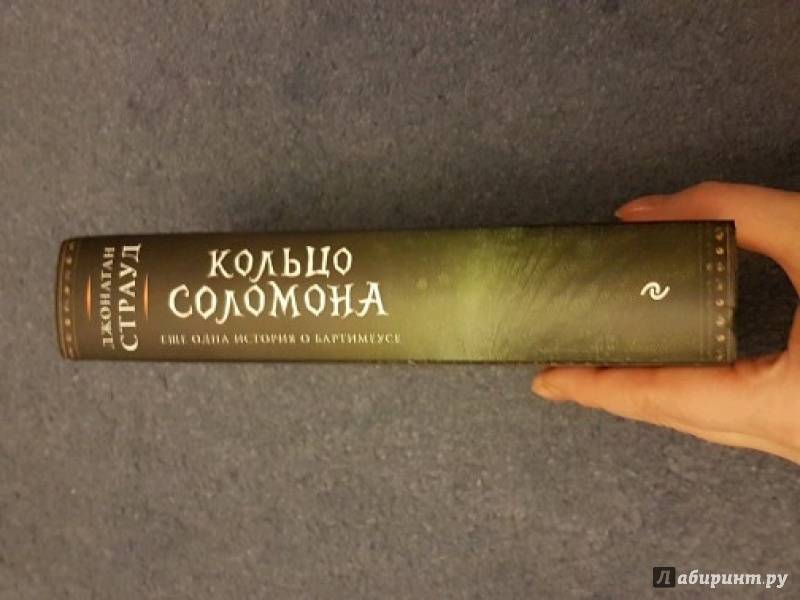 ДЖОНАТАН
СТРАУД
КОЛЬЦО
СОЛОМОНА
ЕЩЕ ОДНА ИСТОРИЯ О БАРТИМЕУСЕ
Лабиринт.ру